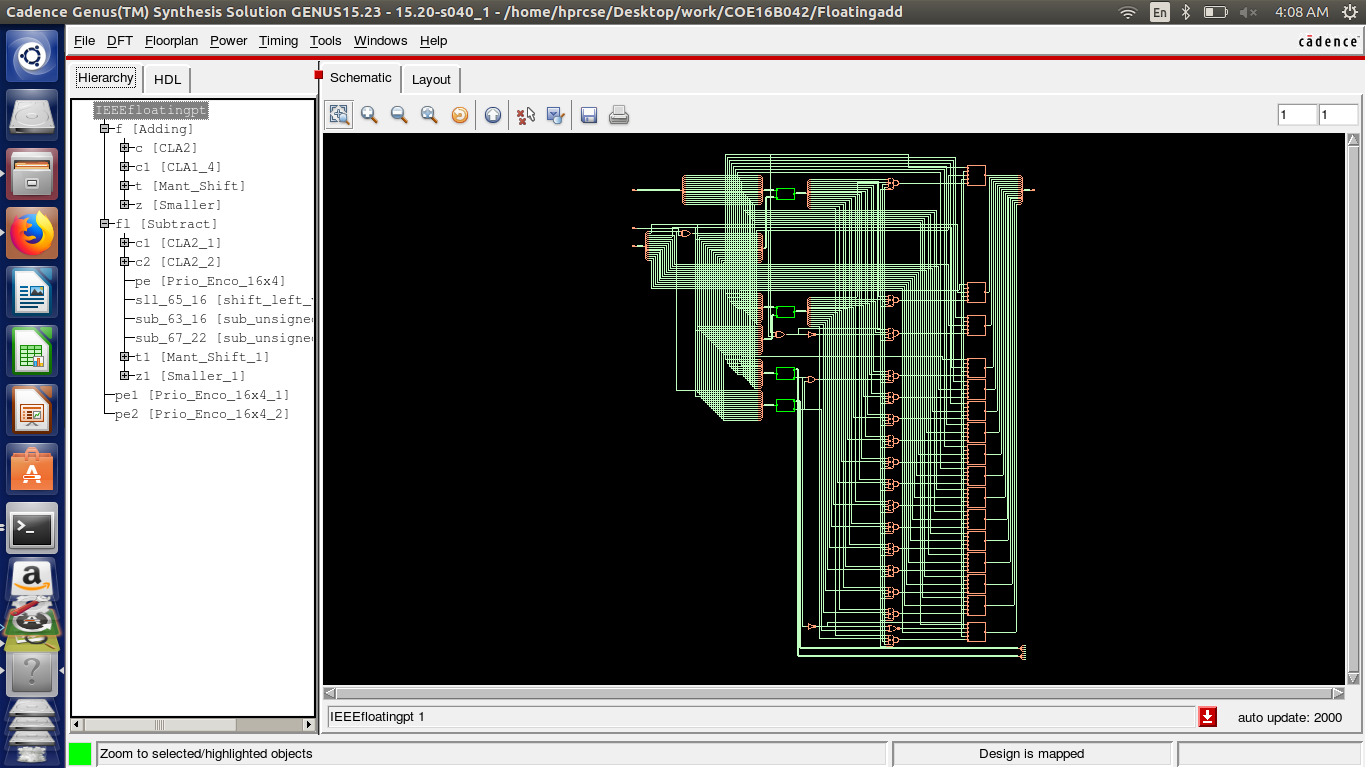 Cadence Genus(TM) Synthesis Solution GENUS15.23 - 15.20-s040_1 - /home/hprcse/Desktop/work/COE16B042/Floatingadd
En
4:08 AM
File DFT Floorplan Power Timing Tools Windows Help
cādence
Hierarchy HDL
Schematic Layout
1 1
IEEEfloatingpt
f [Adding]
c [CLA2]
c1 [CLA1_4]
t [Mant_Shift]
z [Smaller]
f1 [Subtract]
c1 [CLA2_1]
c2 [CLA2_2]
pe [Prio_Enco_16x4]
sll_65_16 [shift_left_
sub_63_16 [sub_unsigne
sub_67_22 [sub_unsigne
t1 [Mant_Shift_1]
z1 [Smaller_1]
pe1 [Prio_Enco_16x4_1]
pe2 [Prio_Enco_16x4_2]
IEEEfloatingpt 1
auto update: 2000
Zoom to selected/highlighted objects
Design is mapped